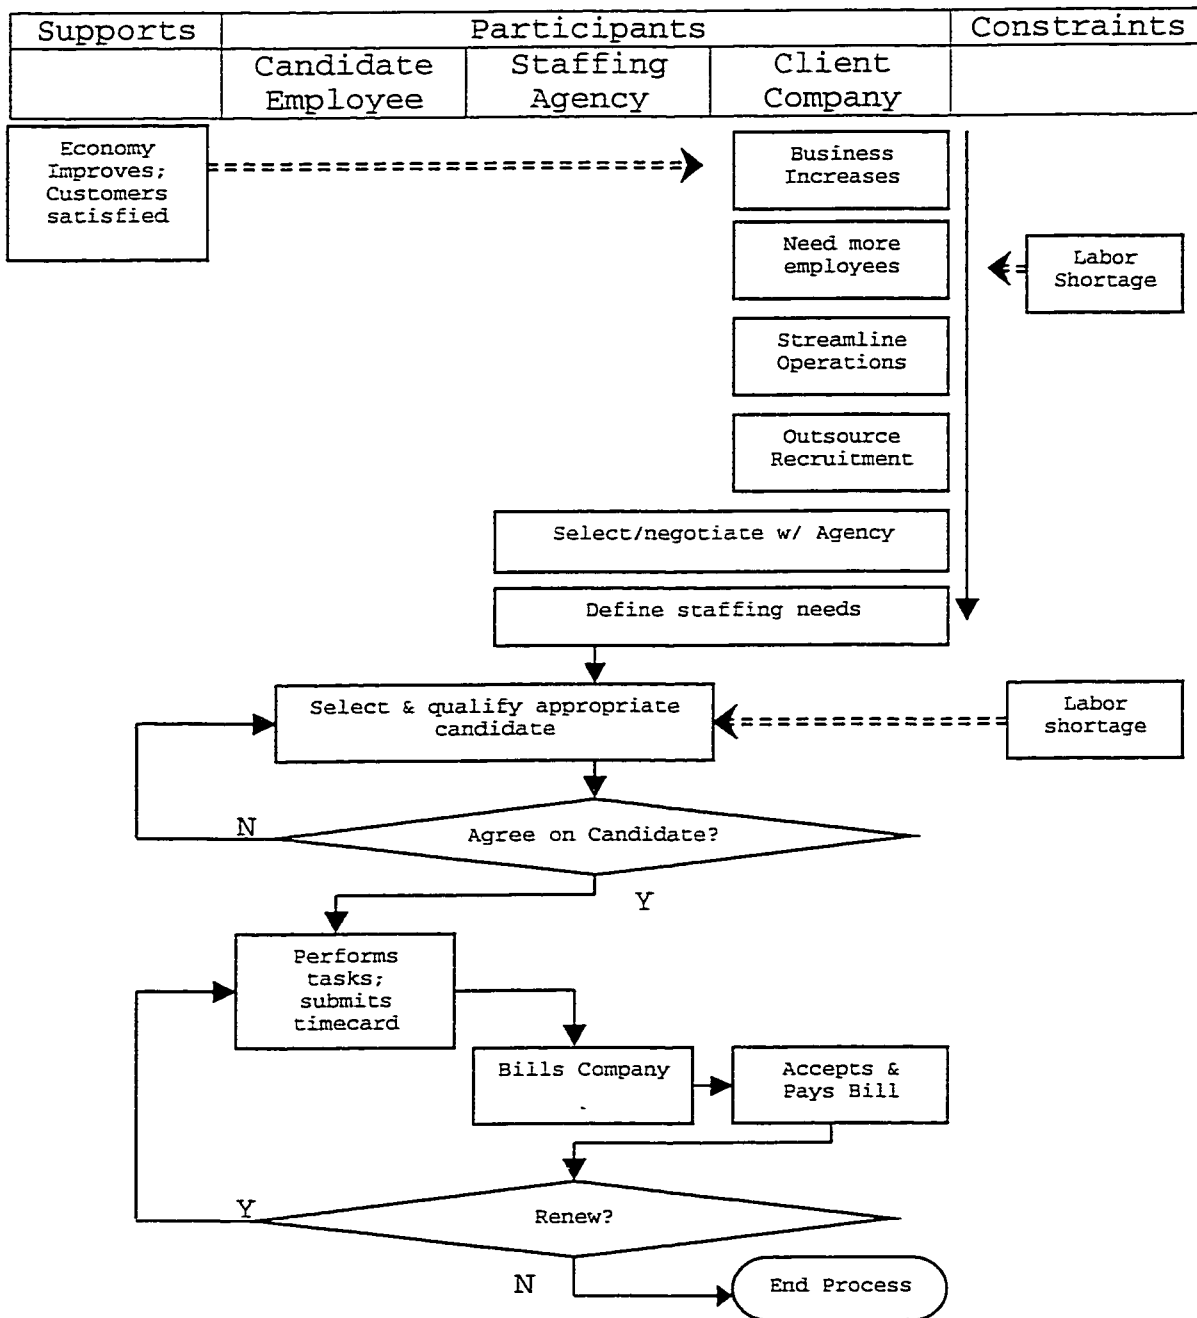 Supports
Participants
Constraints
Candidate
Employee
Staffing
Agency
Client
Company
Economy
Improves;
Customers
satisfied
Business
Increases
Need more
employees
Labor
Shortage
Streamline
Operations
Outsource
Recruitment
Select/negotiate w/ Agency
Define staffing needs
Select & qualify appropriate
candidate
Labor
shortage
N
Agree on Candidate?
Y
Performs
tasks;
submits
timecard
Bills Company
Accepts &
Pays Bill
Y
Renew?
N
End Process